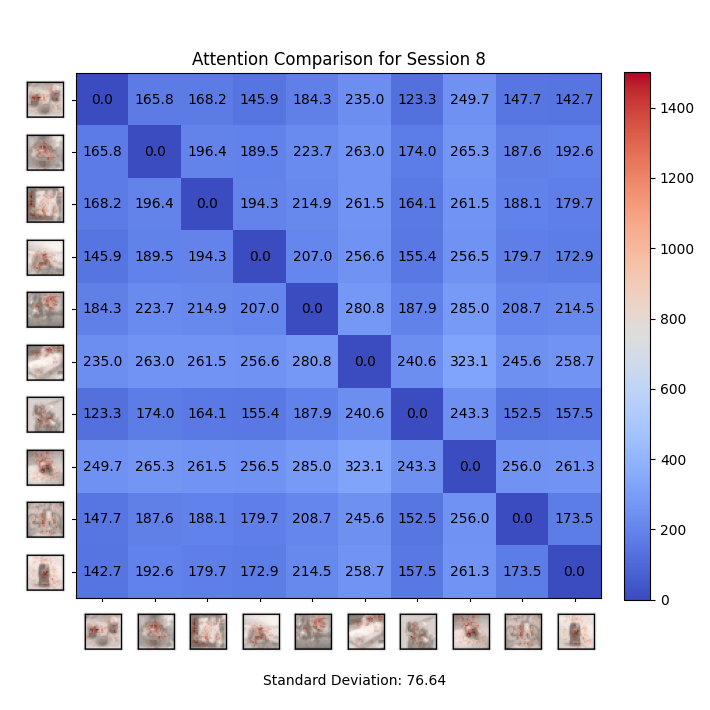 Attention Comparison for Session 8
0.0 165.8 168.2 145.9 184.3 235.0 123.3 249.7 147.7 142.7
165.8 0.0 196.4 189.5 223.7 263.0 174.0 265.3 187.6 192.6
168.2 196.4 0.0 194.3 214.9 261.5 164.1 261.5 188.1 179.7
145.9 189.5 194.3 0.0 207.0 256.6 155.4 256.5 179.7 172.9
184.3 223.7 214.9 207.0 0.0 280.8 187.9 285.0 208.7 214.5
235.0 263.0 261.5 256.6 280.8 0.0 240.6 323.1 245.6 258.7
123.3 174.0 164.1 155.4 187.9 240.6 0.0 243.3 152.5 157.5
249.7 265.3 261.5 256.5 285.0 323.1 243.3 0.0 256.0 261.3
147.7 187.6 188.1 179.7 208.7 245.6 152.5 256.0 0.0 173.5
142.7 192.6 179.7 172.9 214.5 258.7 157.5 261.3 173.5 0.0
1400
1200
1000
800
600
400
200
0
Standard Deviation: 76.64